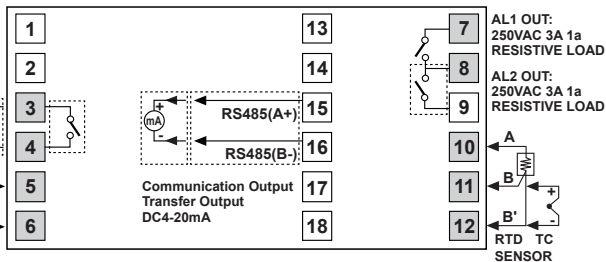 1
2
3
4
5
6
13
14
15
16
17
18
7
8
9
10
11
12
+
mA
-
RS485(A+)
RS485(B-)
Communication Output
Transfer Output
DC4-20mA
AL1 OUT:
250VAC 3A 1a
RESISTIVE LOAD
AL2 OUT:
250VAC 3A 1a
RESISTIVE LOAD
A
B
B'
+
-
RTD TC
SENSOR